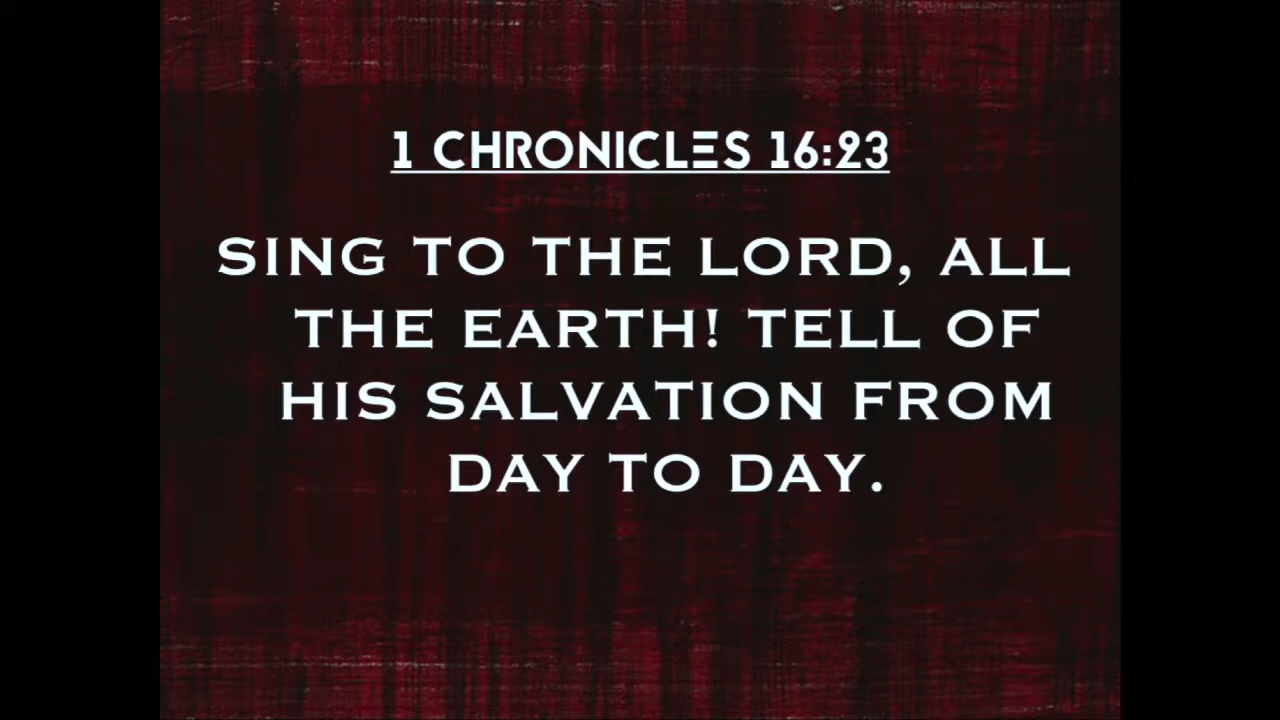 1 CHRONICLES 16:23
SING TO THE LORD, ALL
THE EARTH! TELL OF
HIS SALVATION FROM
DAY TO DAY.